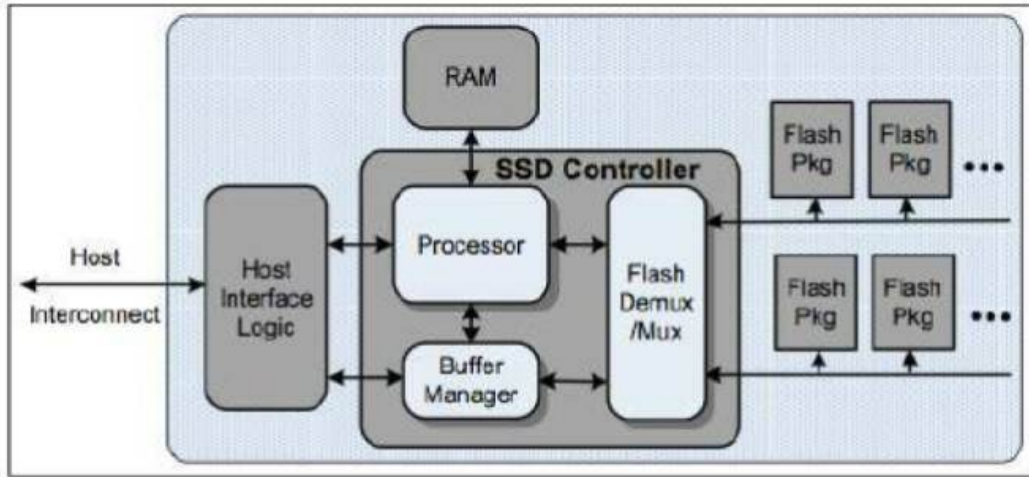 RAM
SSD Controller
Flash
Pkg
Flash
Pkg
Processor
Host
Interconnect
Host
Interface
Logic
Flash
Demux
/Mux
Buffer
Manager
Flash
Pkg
Flash
Pkg